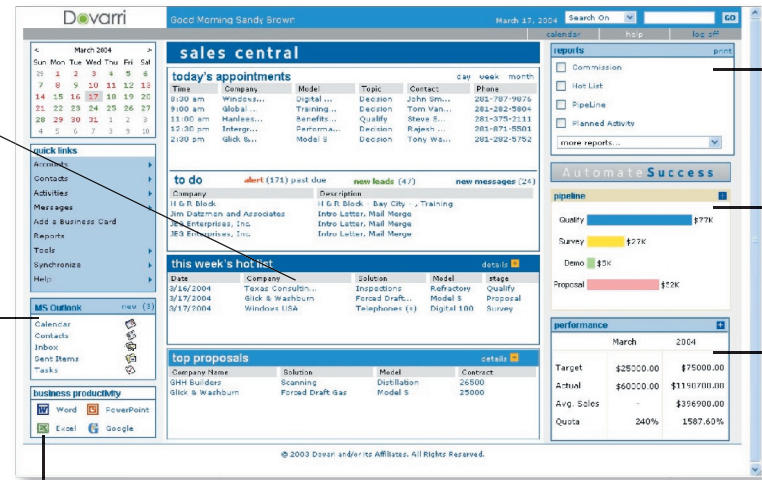 Dovarri
Good Morning Sandy Brown
March 17, 2004
Search On
GO
calendar help log off
< March 2004 >
Sun Mon Tue Wed Thu Fri Sat
29 1 2 3 4 5 6
7 8 9 10 11 12 13
14 15 16 17 18 19 20
21 22 23 24 25 26 27
28 29 30 31 1 2 3
4 5 6 7 8 9 10
quick links
Accounts
Contacts
Activities
Messages
Add a Business Card
Reports
Tools
Synchronize
Help
MS Outlook new (3)
Calendar
Contacts
Inbox
Sent Items
Tasks
business productivity
Word PowerPoint
Excel Google
sales central
today's appointments day week month
Time Company Model Topic Contact Phone
8:30 am Windows... Digital ... Decision John Sm... 281-787-9876
9:00 am Global ... Training... Decision Tom Van... 281-282-5804
11:00 am Hanlees... Benefits... Qualify Steve S... 281-375-2111
12:30 pm Intergr... Performa... Decision Rajesh ... 281-871-5501
2:30 pm Glick &... Model S Decision Tony Wa... 281-282-5752
to do alert (171) past due new leads (47) new messages (24)
Company Description
H & R Block H & R Block - Bay City - , Training
Jim Datzman and Associates Intro Letter, Mail Merge
JES Enterprises, Inc. Intro Letter, Mail Merge
JES Enterprises, Inc. Intro Letter, Mail Merge
this week's hot list details
Date Company Solution Model stage
3/16/2004 Texas Consultin... Inspections Refractory Qualify
3/17/2004 Glick & Washburn Forced Draft... Model S Proposal
3/17/2004 Windows USA Telephones (s) Digital 100 Survey
top proposals details
Company Name Solution Model Contract
GHH Builders Scanning Distillation 26500
Glick & Washburn Forced Draft Gas Model S 25000
reports print
Commission
Hot List
PipeLine
Planned Activity
more reports...
Automate Success
pipeline
Qualify $77K
Survey $27K
Demo $5K
Proposal $52K
performance
March 2004
Target $25000.00 $75000.00
Actual $60000.00 $1190700.00
Avg. Sales - $396900.00
Quota 240% 1587.60%
© 2003 Dovarri and/or its Affiliates. All Rights Reserved.